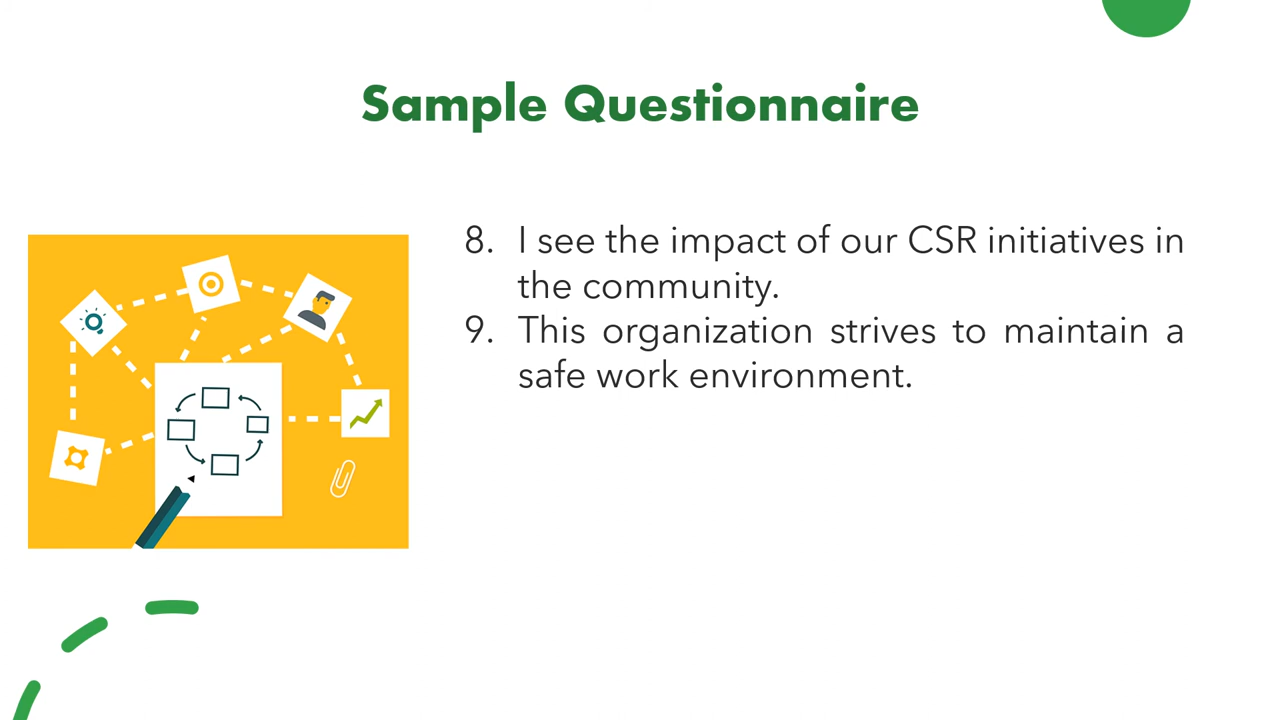 Sample Questionnaire
8. I see the impact of our CSR initiatives in
the community.
9. This organization strives to maintain a
safe work environment.